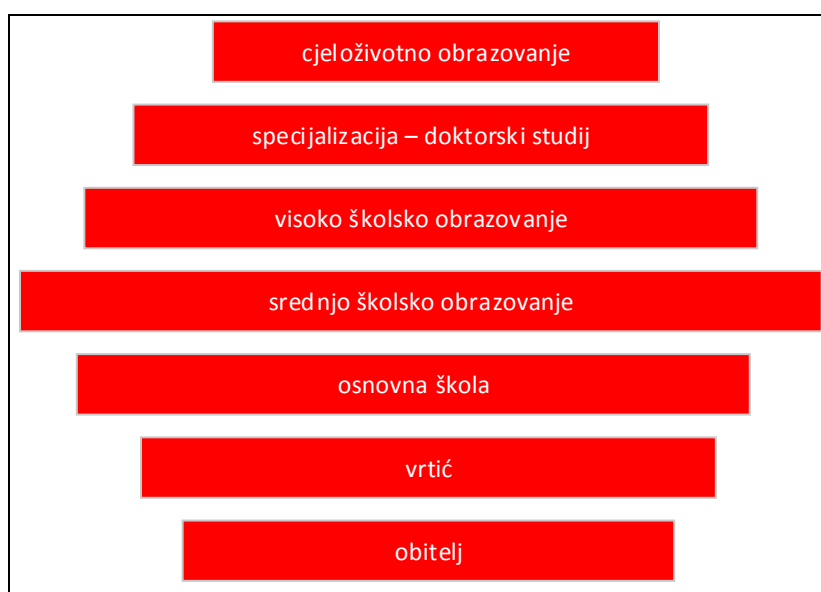 cjeloživotno obrazovanje
specijalizacija – doktorski studij
visoko školsko obrazovanje
srednjo školsko obrazovanje
osnovna škola
vrtić
obitelj